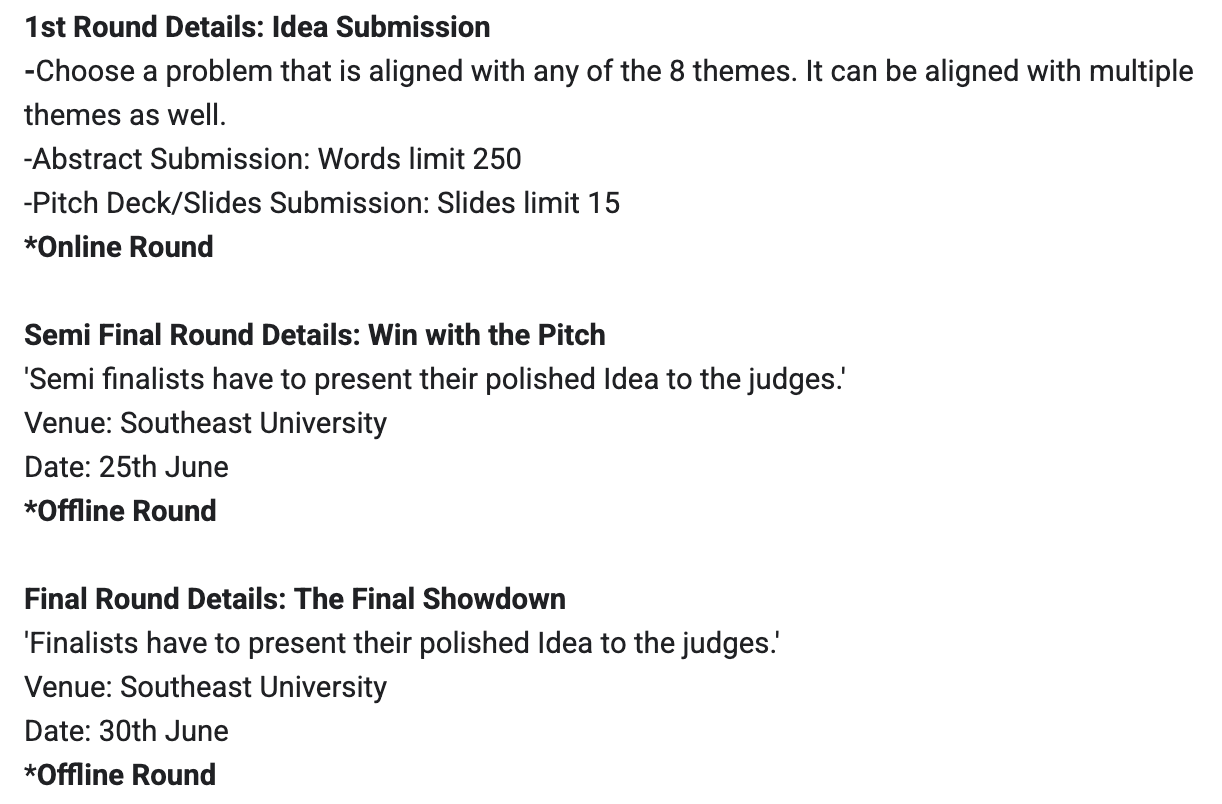 1st Round Details: Idea Submission
-Choose a problem that is aligned with any of the 8 themes. It can be aligned with multiple
themes as well.
-Abstract Submission: Words limit 250
-Pitch Deck/Slides Submission: Slides limit 15
*Online Round
Semi Final Round Details: Win with the Pitch
'Semi finalists have to present their polished Idea to the judges.'
Venue: Southeast University
Date: 25th June
*Offline Round
Final Round Details: The Final Showdown
'Finalists have to present their polished Idea to the judges.'
Venue: Southeast University
Date: 30th June
*Offline Round